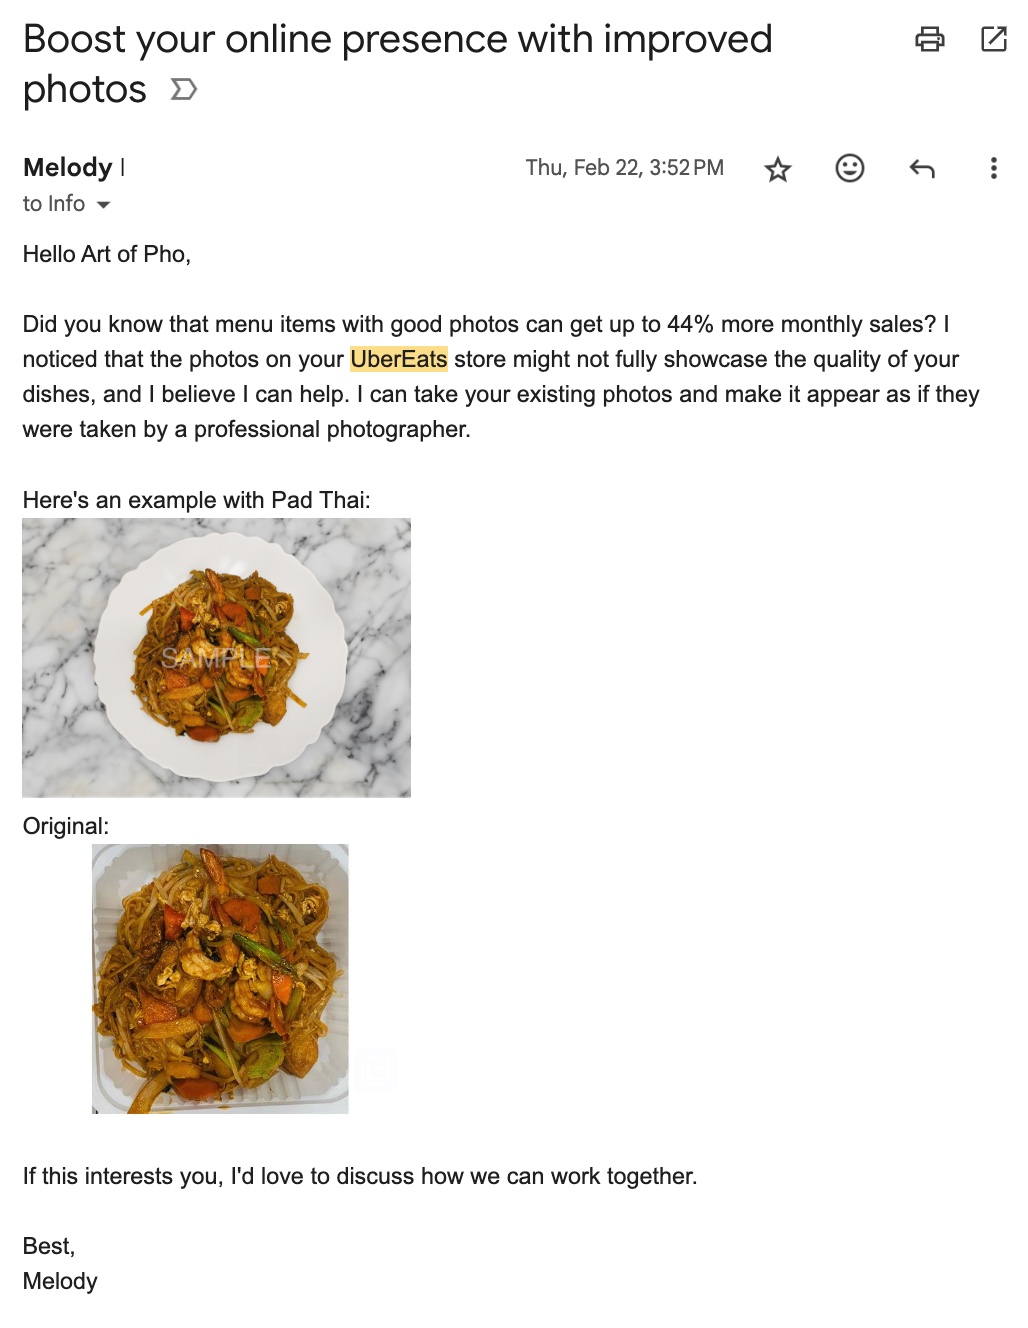 Boost your online presence with improved
photos
Melody |
Thu, Feb 22, 3:52 PM
to Info
Hello Art of Pho,
Did you know that menu items with good photos can get up to 44% more monthly sales? I
noticed that the photos on your UberEats store might not fully showcase the quality of your
dishes, and I believe I can help. I can take your existing photos and make it appear as if they
were taken by a professional photographer.
Here's an example with Pad Thai:
SAMPLE
Original:
If this interests you, I'd love to discuss how we can work together.
Best,
Melody